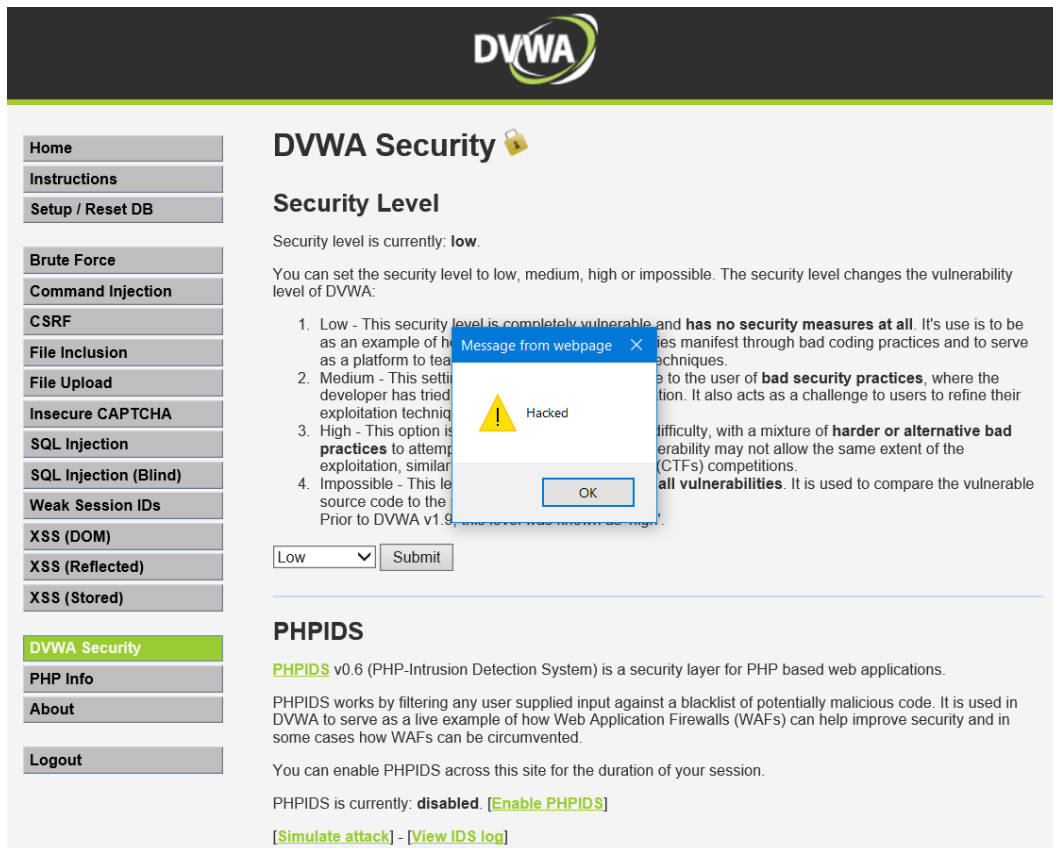 DVWA
Home
Instructions
Setup / Reset DB
Brute Force
Command Injection
CSRF
File Inclusion
File Upload
Insecure CAPTCHA
SQL Injection
SQL Injection (Blind)
Weak Session IDs
XSS (DOM)
XSS (Reflected)
XSS (Stored)
DVWA Security
PHP Info
About
Logout
DVWA Security
Security Level
Security level is currently: low.
You can set the security level to low, medium, high or impossible. The security level changes the vulnerability
level of DVWA:
1. Low - This security level is completely vulnerable and has no security measures at all. It's use is to be
as an example of ies manifest through bad coding practices and to serve
as a platform to echniques.
2. Medium - This e to the user of bad security practices, where the
developer has tried tion. It also acts as a challenge to users to refine their
exploitation
3. High - This option is difficulty, with a mixture of harder or alternative bad
practices to erability may not allow the same extent of the
exploitation, similar (CTFs) competitions.
4. Impossible - This all vulnerabilities. It is used to compare the vulnerable
source code to the
Prior to DVWA v1.9, this level was known as 'high'.
Message from webpage
Hacked
OK
Low
Submit
PHPIDS
PHPIDS v0.6 (PHP-Intrusion Detection System) is a security layer for PHP based web applications.
PHPIDS works by filtering any user supplied input against a blacklist of potentially malicious code. It is used in
DVWA to serve as a live example of how Web Application Firewalls (WAFs) can help improve security and in
some cases how WAFs can be circumvented.
You can enable PHPIDS across this site for the duration of your session.
PHPIDS is currently: disabled. [Enable PHPIDS]
[Simulate attack] - [View IDS log]